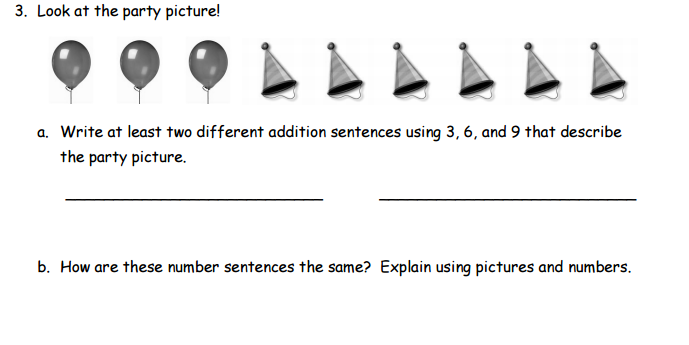 3. Look at the party picture!
a. Write at least two different addition sentences using 3, 6, and 9 that describe
the party picture.
b. How are these number sentences the same? Explain using pictures and numbers.